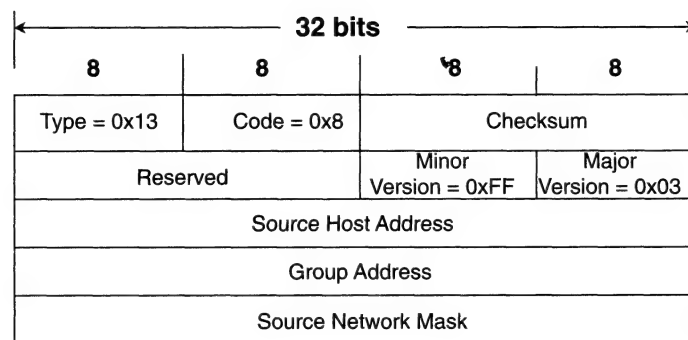 32 bits
8 8 8 8
Type = 0x13 Code = 0x8 Checksum
Reserved Minor Version = 0xFF Major Version = 0x03
Source Host Address
Group Address
Source Network Mask